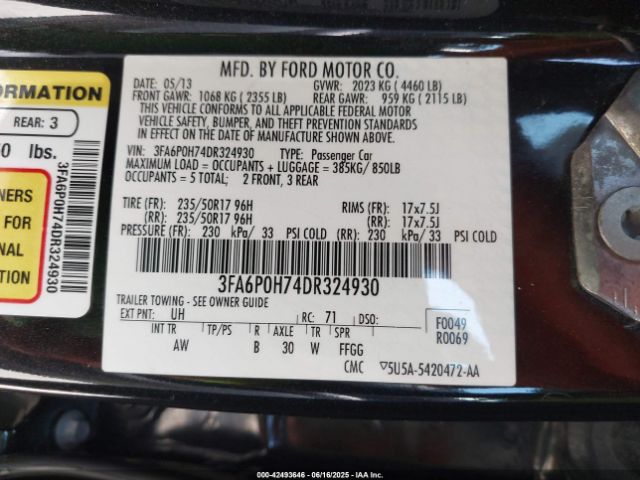 ORMATION
REAR: 3
lbs.
NERS
FOR
NAL
TION
3FA6P0H74DR324930
MFD. BY FORD MOTOR CO.
DATE: 05/13 GVWR: 2023 KG ( 4460 LB)
FRONT GAWR: 1068 KG ( 2355 LB) REAR GAWR: 959 KG ( 2115 LB)
THIS VEHICLE CONFORMS TO ALL APPLICABLE FEDERAL MOTOR
VEHICLE SAFETY, BUMPER, AND THEFT PREVENTION STANDARDS
IN EFFECT ON THE DATE OF MANUFACTURE SHOWN ABOVE.
VIN: 3FA6P0H74DR324930 TYPE: Passenger Car
MAXIMUM LOAD = OCCUPANTS + LUGGAGE = 385KG/ 850LB
OCCUPANTS = 5 TOTAL; 2 FRONT, 3 REAR
TIRE (FR): 235/50R17 96H RIMS (FR): 17x7.5J
(RR): 235/50R17 96H (RR): 17x7.5J
PRESSURE (FR): 230 kPa/ 33 PSI COLD (RR): 230 kPa/ 33 PSI COLD
3FA6P0H74DR324930
TRAILER TOWING - SEE OWNER GUIDE
EXT PNT: UH RC: 71 DSO: F0049
R0069
INT TR TP/PS R AXLE TR SPR
AW B 30 W FFGG
CMC ▽5U5A-5420472-AA
000-42493646 - 06/16/2025 - IAA Inc. (SM)